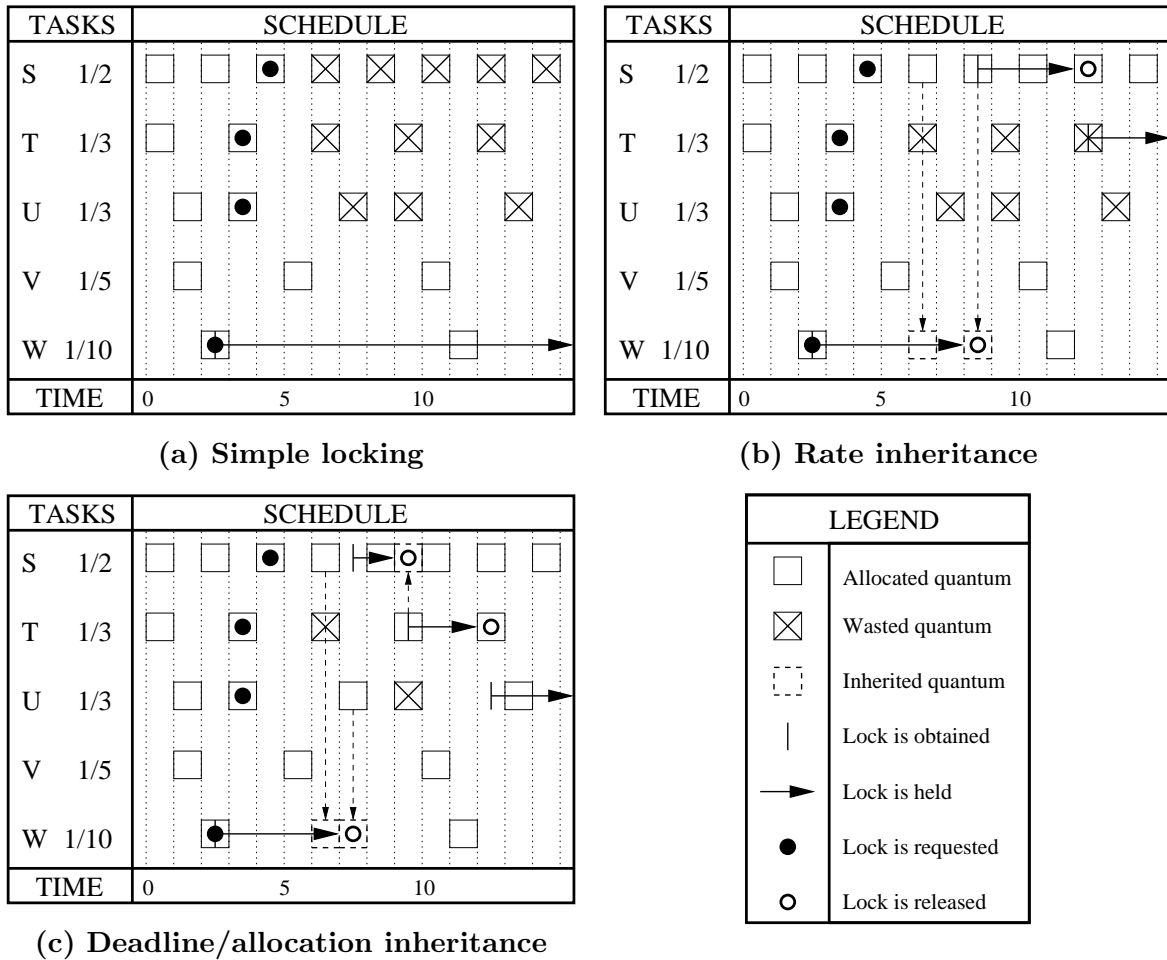 TASKS SCHEDULE
S 1/2
T 1/3
U 1/3
V 1/5
W 1/10
TIME 0 5 10
(a) Simple locking
TASKS SCHEDULE
S 1/2
T 1/3
U 1/3
V 1/5
W 1/10
TIME 0 5 10
(b) Rate inheritance
TASKS SCHEDULE
S 1/2
T 1/3
U 1/3
V 1/5
W 1/10
TIME 0 5 10
(c) Deadline/allocation inheritance
LEGEND
Allocated quantum
Wasted quantum
Inherited quantum
Lock is obtained
Lock is held
Lock is requested
Lock is released